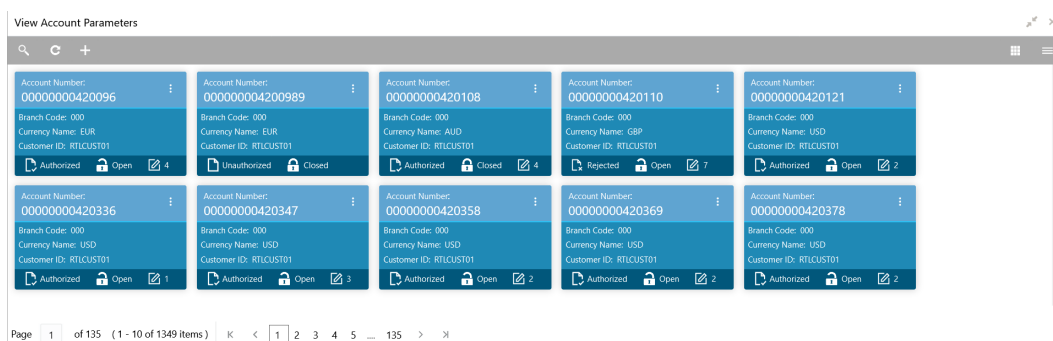 View Account Parameters
Account Number:
00000000420096
Branch Code: 000
Currency Name: EUR
Customer ID: RTLCUST01
Authorized Open 4
Account Number:
000000004200989
Branch Code: 000
Currency Name: EUR
Customer ID: RTLCUST01
Unauthorized Closed
Account Number:
00000000420108
Branch Code: 000
Currency Name: AUD
Customer ID: RTLCUST01
Authorized Closed 4
Account Number:
00000000420110
Branch Code: 000
Currency Name: GBP
Customer ID: RTLCUST01
Rejected Open 7
Account Number:
00000000420121
Branch Code: 000
Currency Name: USD
Customer ID: RTLCUST01
Authorized Open 2
Account Number:
00000000420336
Branch Code: 000
Currency Name: USD
Customer ID: RTLCUST01
Authorized Open 1
Account Number:
00000000420347
Branch Code: 000
Currency Name: USD
Customer ID: RTLCUST01
Authorized Open 3
Account Number:
00000000420358
Branch Code: 000
Currency Name: USD
Customer ID: RTLCUST01
Authorized Open 2
Account Number:
00000000420369
Branch Code: 000
Currency Name: USD
Customer ID: RTLCUST01
Authorized Open 2
Account Number:
00000000420378
Branch Code: 000
Currency Name: USD
Customer ID: RTLCUST01
Authorized Open 2
Page 1 of 135 ( 1 - 10 of 1349 items ) 1 2 3 4 5 .... 135